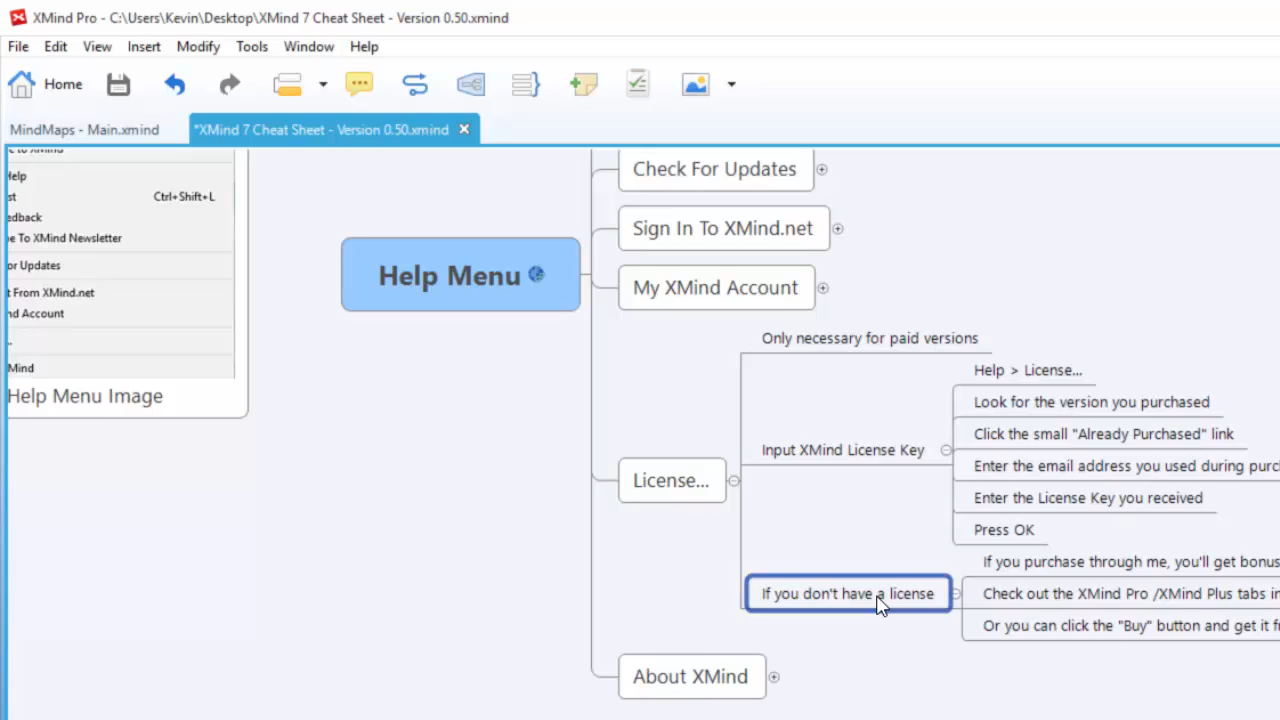 XMind Pro - C:\Users\Kevin\Desktop\XMind 7 Cheat Sheet - Version 0.50.xmind
File Edit View Insert Modify Tools Window Help
Home
MindMaps - Main.xmind
*XMind 7 Cheat Sheet - Version 0.50.xmind
Help
st Ctrl+Shift+L
edback
e To XMind Newsletter
or Updates
t From XMind.net
nd Account
..
Mind
Help Menu Image
Help Menu
Check For Updates
Sign In To XMind.net
My XMind Account
License...
Only necessary for paid versions
Input XMind License Key
Help > License...
Look for the version you purchased
Click the small "Already Purchased" link
Enter the email address you used during purc
Enter the License Key you received
Press OK
If you don't have a license
If you purchase through me, you'll get bonus
Check out the XMind Pro /XMind Plus tabs in
Or you can click the "Buy" button and get it f
About XMind